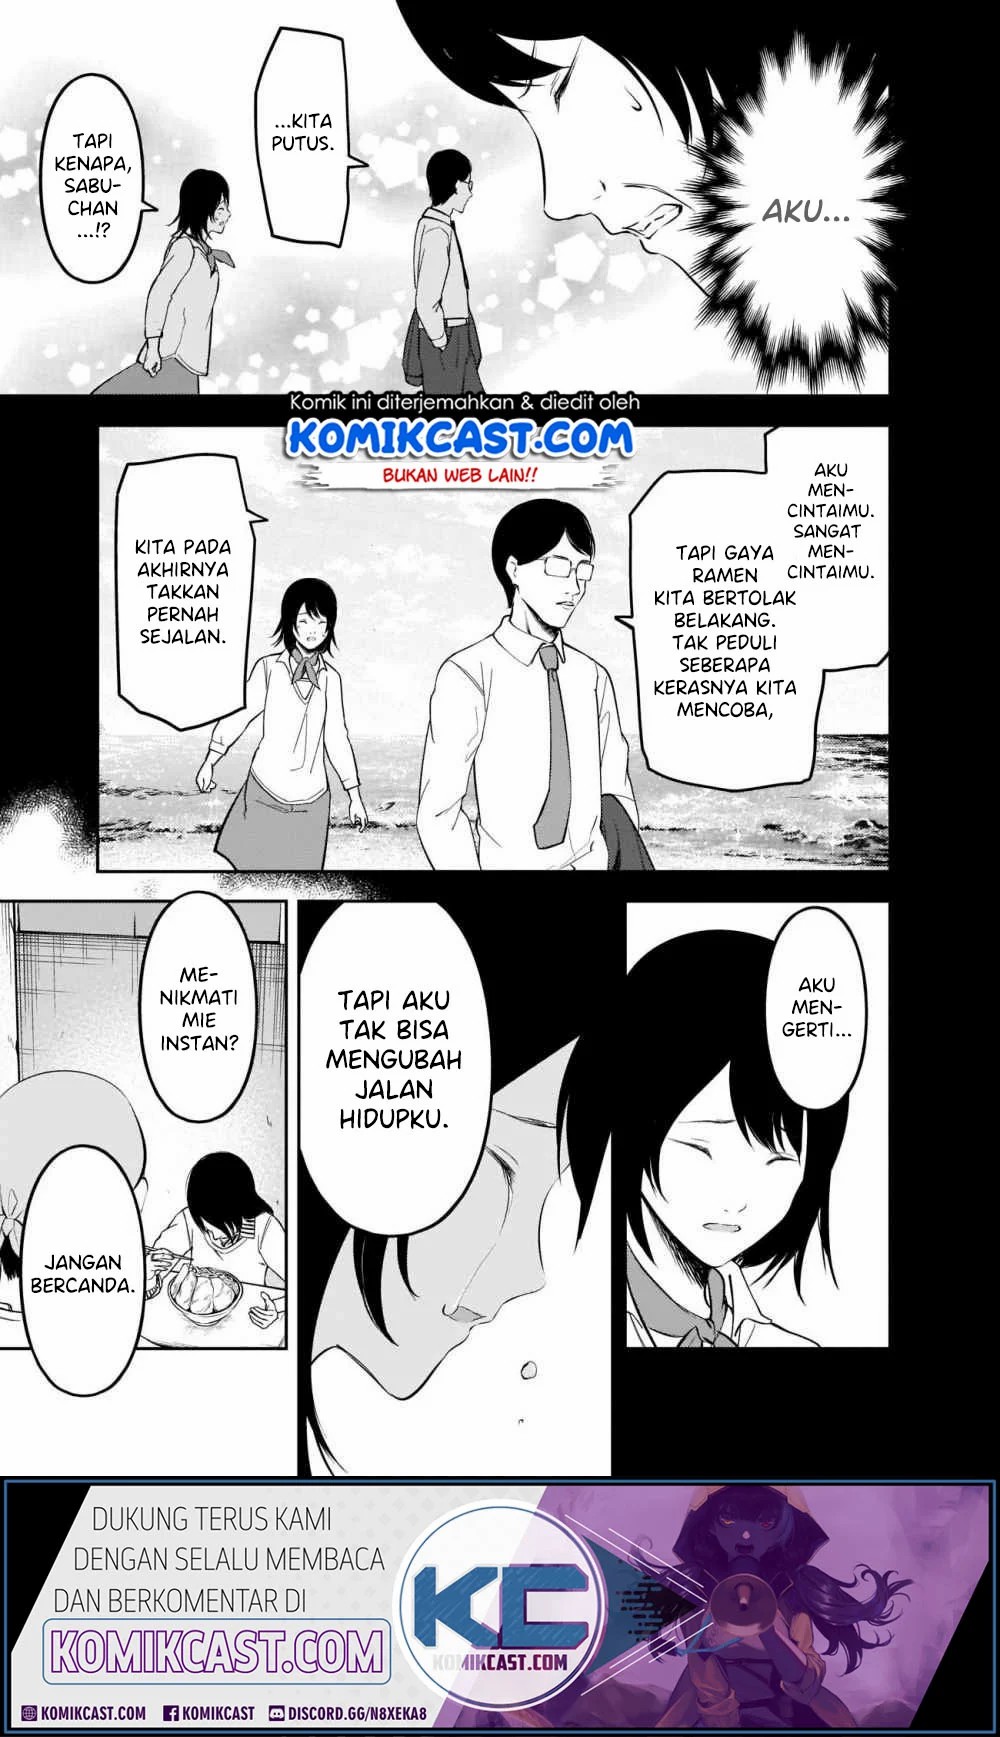 AKU...
...KITA
PUTUS.
TAPI
KENAPA,
SABU-
CHAN
...!?
Komik ini diterjemahkan & diedit oleh
KOMIKCAST.COM
BUKAN WEB LAIN!!
AKU
MEN-
CINTAIMU.
SANGAT
MEN-
CINTAIMU.
TAPI GAYA
RAMEN
KITA BERTOLAK
BELAKANG.
TAK PEDULI
SEBERAPA
KERASNYA KITA
MENCOBA,
KITA PADA
AKHIRNYA
TAKKAN
PERNAH
SEJALAN.
AKU
MEN-
GERTI...
TAPI AKU
TAK BISA
MENGUBAH
JALAN
HIDUPKU.
ME-
NIKMATI
MIE
INSTAN?
JANGAN
BERCANDA.
DUKUNG TERUS KAMI
DENGAN SELALU MEMBACA
DAN BERKOMENTAR DI
KOMIKCAST.COM
KC
KOMIKCAST.COM
KOMIKCAST.COM KOMIKCAST DISCORD.GG/N8XEKA8